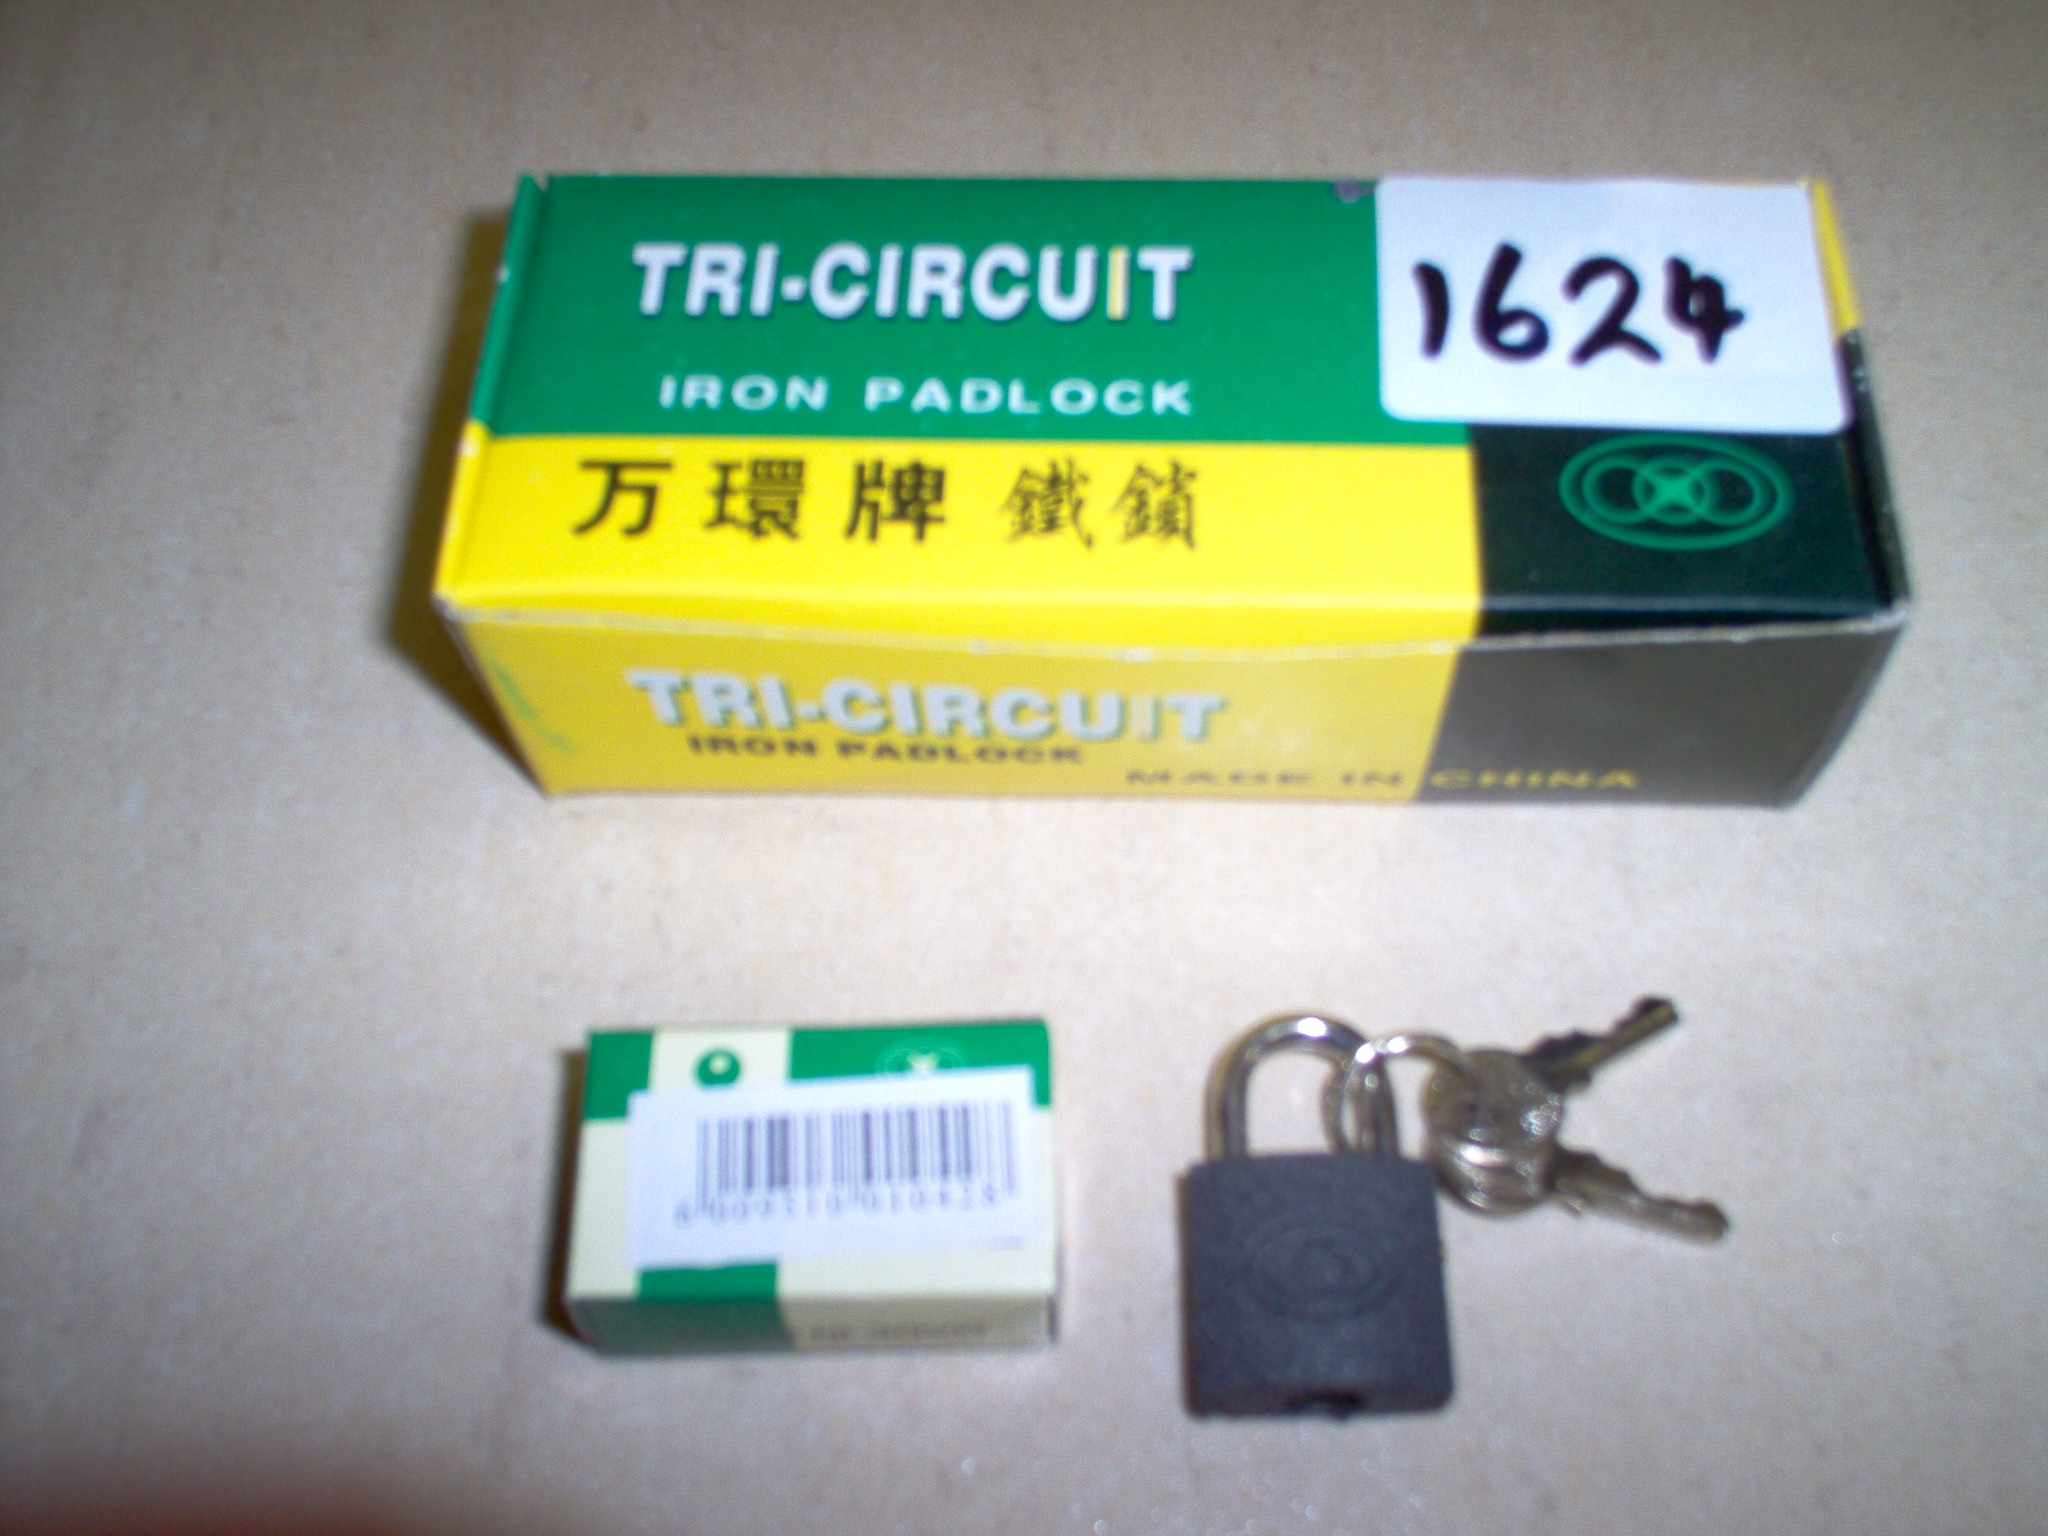 TRI-CIRCUIT
1624
IRON PADLOCK
万環牌 鐵鎖
TRI-CIRCUIT
IRON PADLOCK
MADE IN CHINA